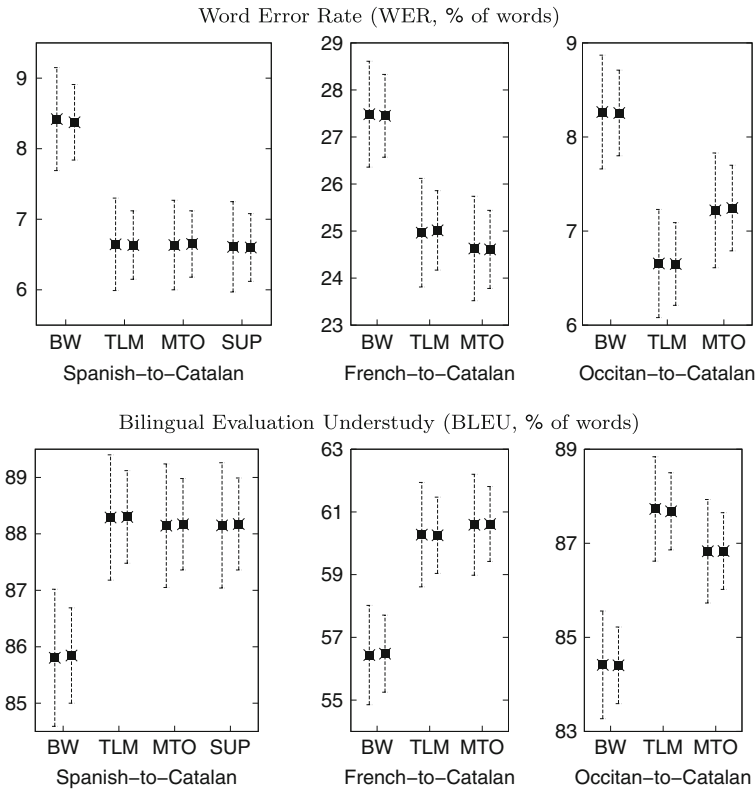 Word Error Rate (WER, % of words)
9
8
7
6
BW TLM MTO SUP
Spanish−to−Catalan
29
28
27
26
25
24
23
BW TLM MTO
French−to−Catalan
9
8
7
6
BW TLM MTO
Occitan−to−Catalan
Bilingual Evaluation Understudy (BLEU, % of words)
89
88
87
86
85
BW TLM MTO SUP
Spanish−to−Catalan
63
61
59
57
55
BW TLM MTO
French−to−Catalan
89
87
85
83
BW TLM MTO
Occitan−to−Catalan